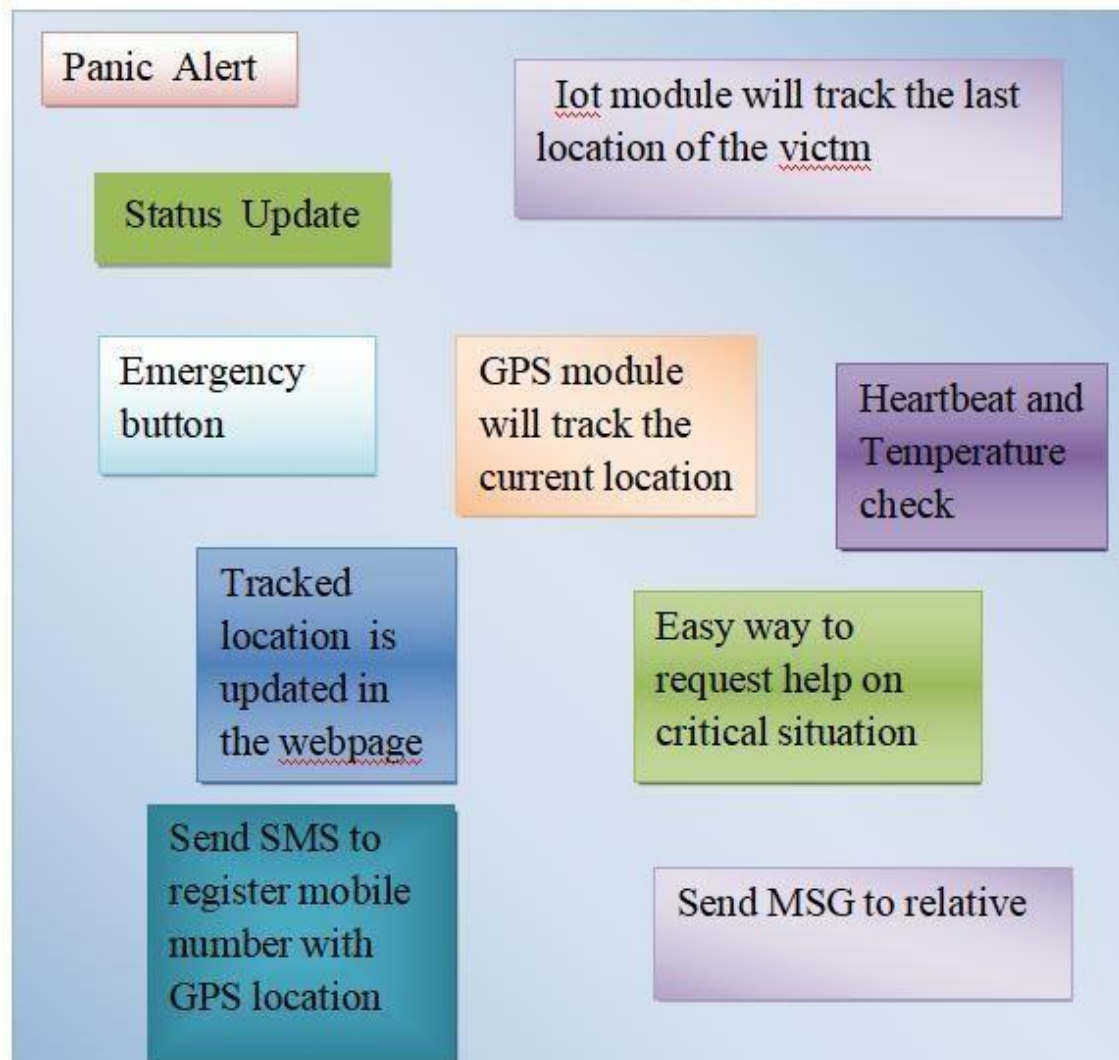 Panic Alert
Iot module will track the last
location of the victm
Status Update
Emergency
button
GPS module
will track the
current location
Heartbeat and
Temperature
check
Tracked
location is
updated in
the webpage
Easy way to
request help on
critical situation
Send SMS to
register mobile
number with
GPS location
Send MSG to relative